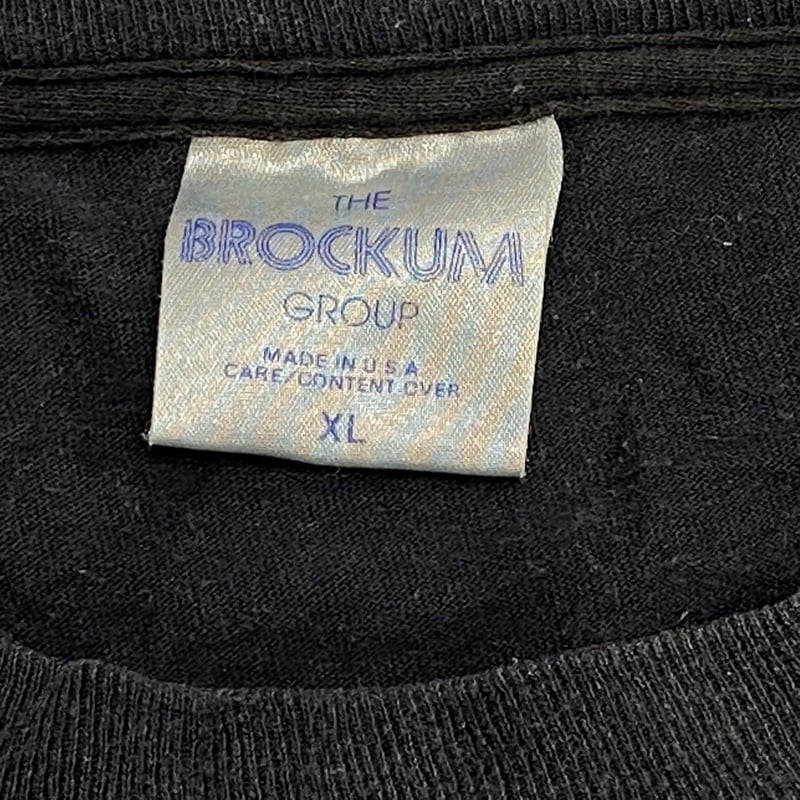 THE
BROCKUM
GROUP
MADE IN U S A
CARE/CONTENT OVER
XL